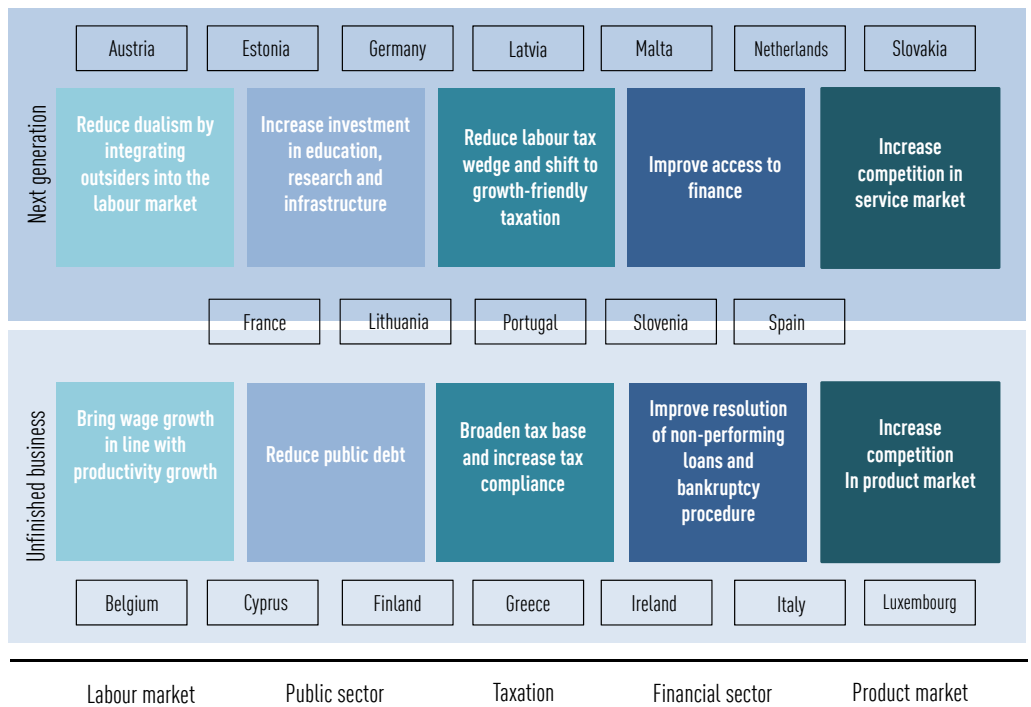 Austria
Estonia
Germany
Latvia
Malta
Netherlands
Slovakia
Next generation
Reduce dualism by
integrating
outsiders into the
labour market
Increase investment
in education,
research and
infrastructure
Reduce labour tax
wedge and shift to
growth-friendly
taxation
Improve access to
finance
Increase
competition in
service market
France
Lithuania
Portugal
Slovenia
Spain
Unfinished business
Bring wage growth
in line with
productivity growth
Reduce public debt
Broaden tax base
and increase tax
compliance
Improve resolution
of non-performing
loans and
bankruptcy
procedure
Increase
competition
In product market
Belgium
Cyprus
Finland
Greece
Ireland
Italy
Luxembourg
Labour market
Public sector
Taxation
Financial sector
Product market